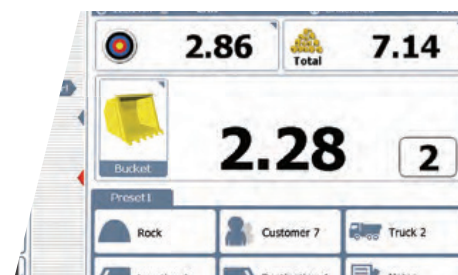 2.86
7.14
Total
2.28
2
Bucket
Preset1
Rock
Customer 7
Truck 2